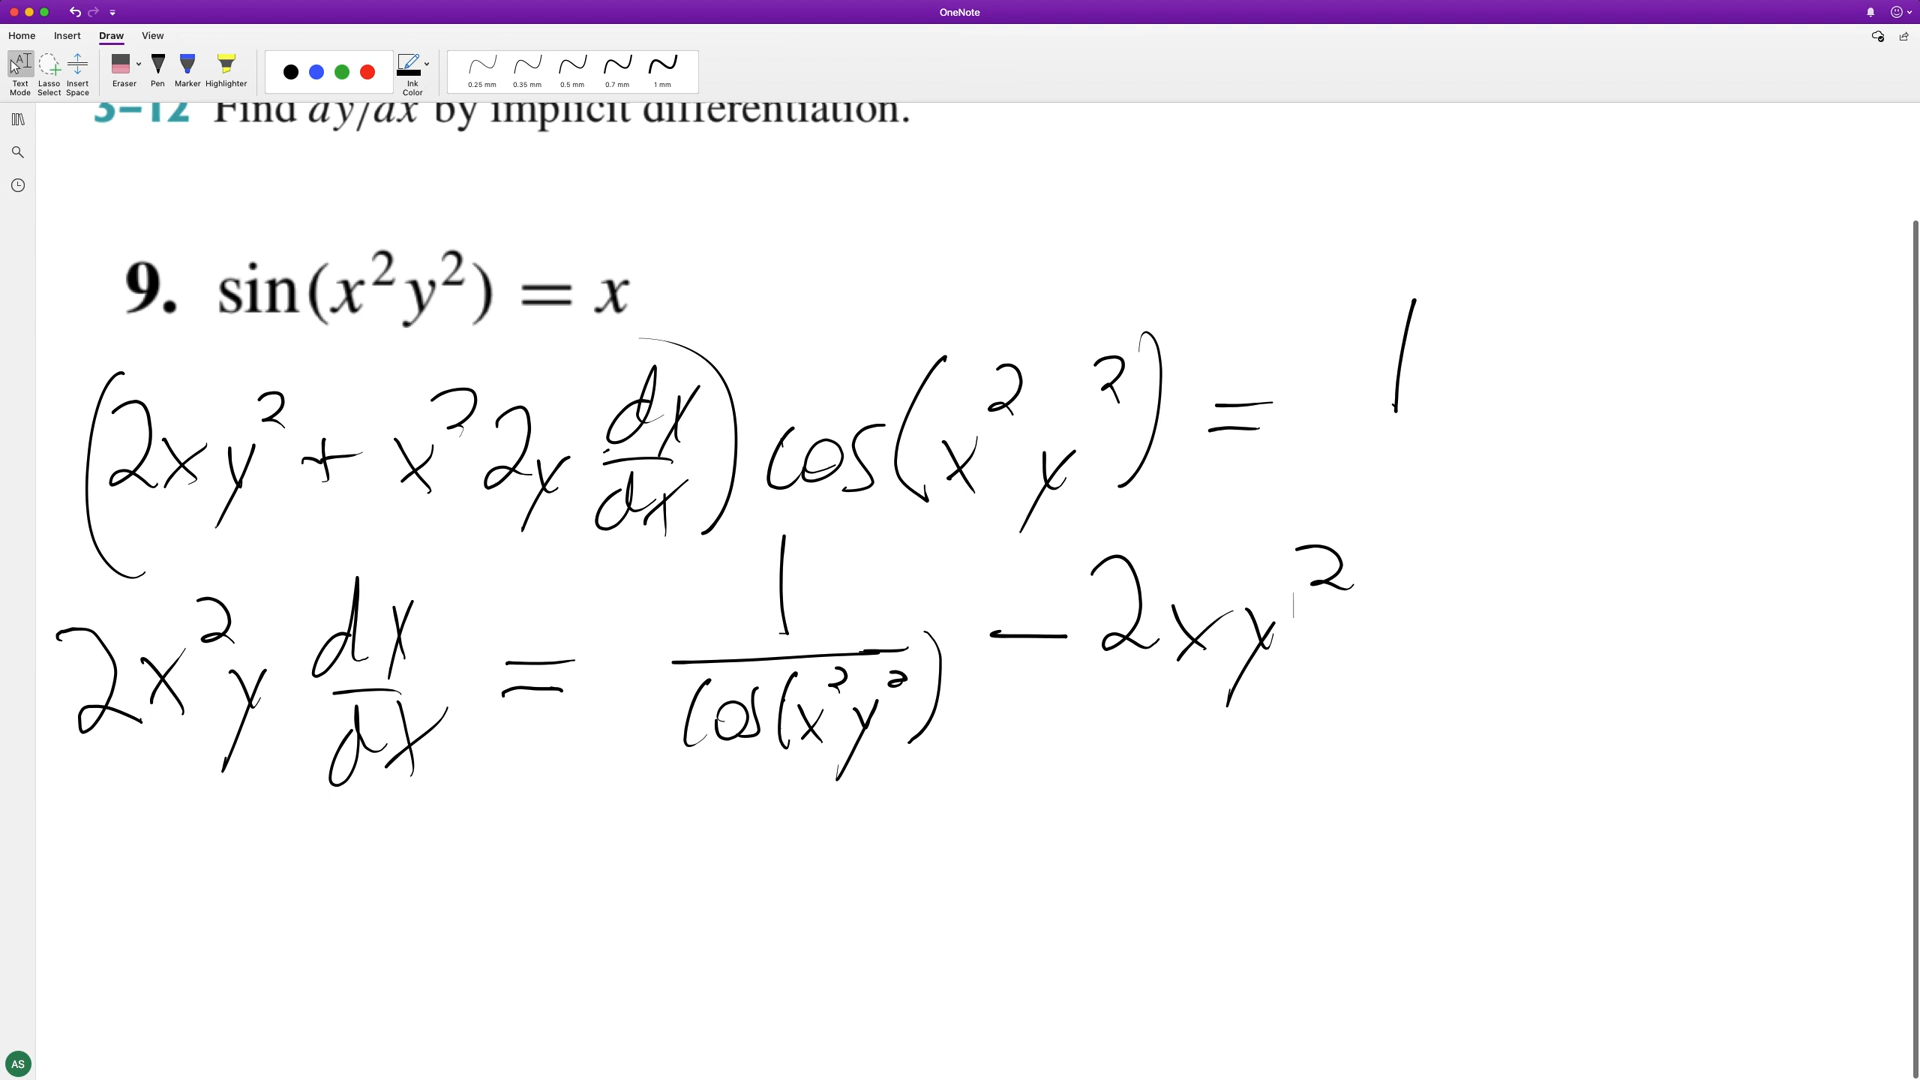 OneNote
Home Insert Draw View
Text Mode Lasso Select Insert Space Eraser Pen Marker Highlighter Ink Color 0.25 mm 0.35 mm 0.5 mm 0.7 mm 1 mm
3–12 Find dy/dx by implicit differentiation.
9. sin(x²y²) = x
(2xy² + x²2y dy/dx) cos(x²y²) = 1
2x²y dy/dx = 1/cos(x²y²) − 2xy²
AS